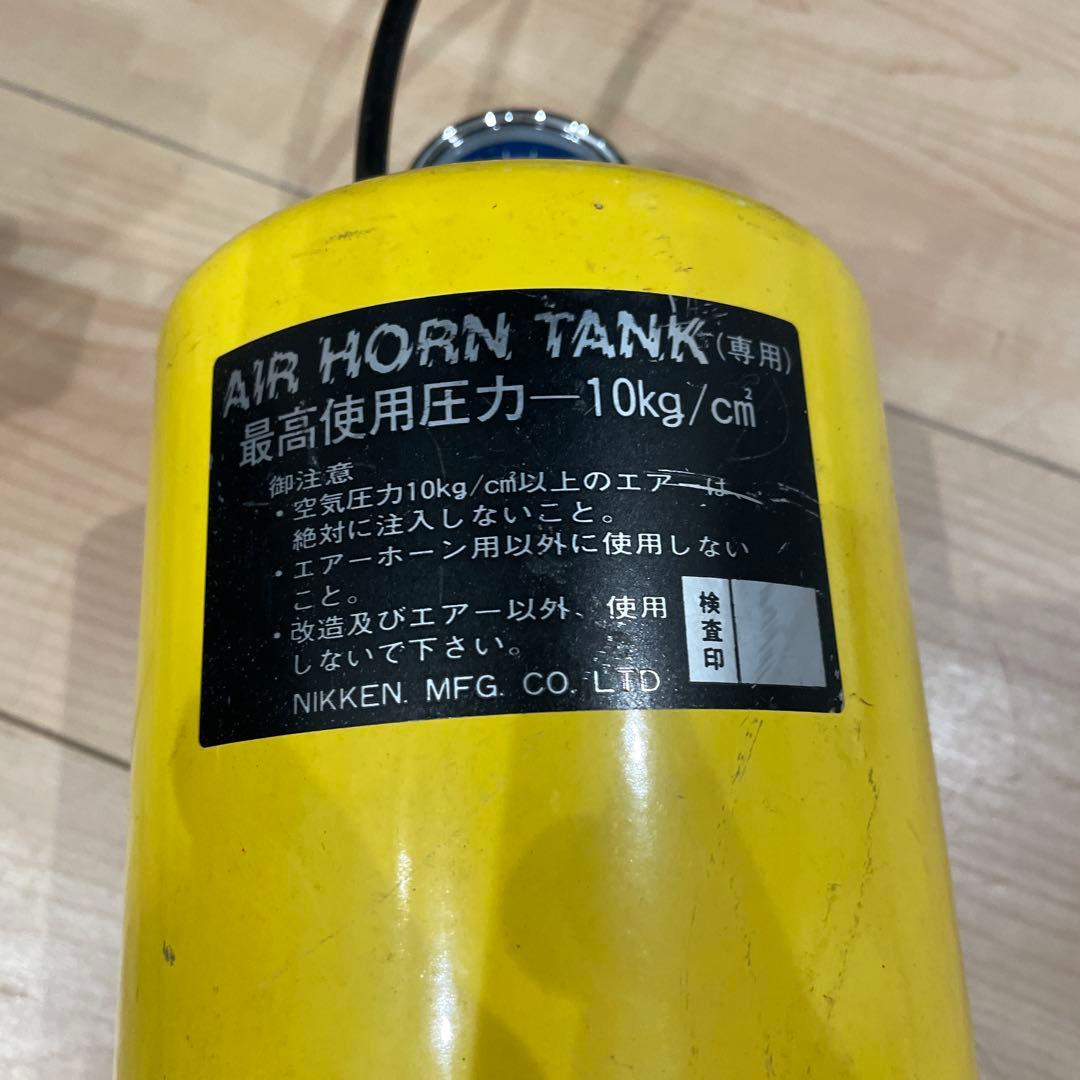 AIR HORN TANK(専用)
最高使用圧力—10kg/cm²
御注意
・空気圧力10kg/cm²以上のエアーは、
絶対に注入しないこと。
・エアーホーン用以外に使用しない
こと。
・改造及びエアー以外、使用
しないで下さい。
検査印
NIKKEN. MFG. CO. LTD